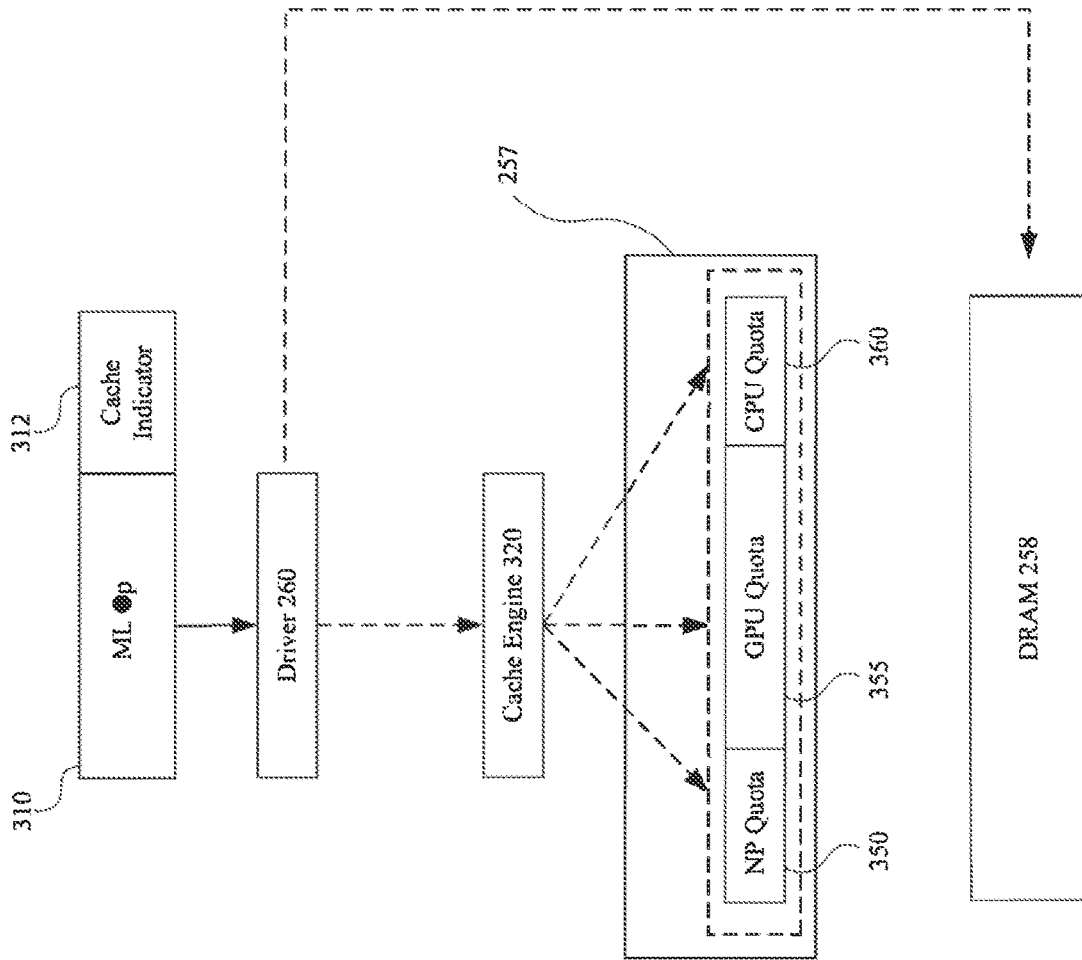 310
312
ML Op
Cache
Indicator
Driver 260
Cache Engine 320
257
NP Quota
GPU Quota
CPU Quota
350
355
360
DRAM 258